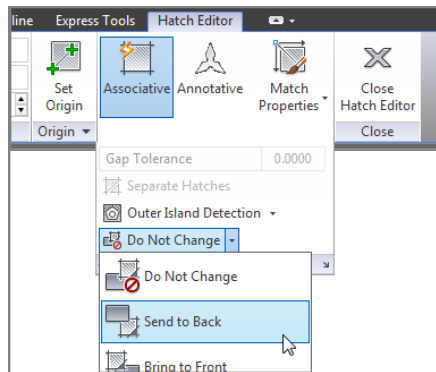 line Express Tools Hatch Editor
Set Origin
Associative
Annotative
Match Properties
Close Hatch Editor
Origin
Close
Gap Tolerance 0.0000
Separate Hatches
Outer Island Detection
Do Not Change
Do Not Change
Send to Back
Bring to Front